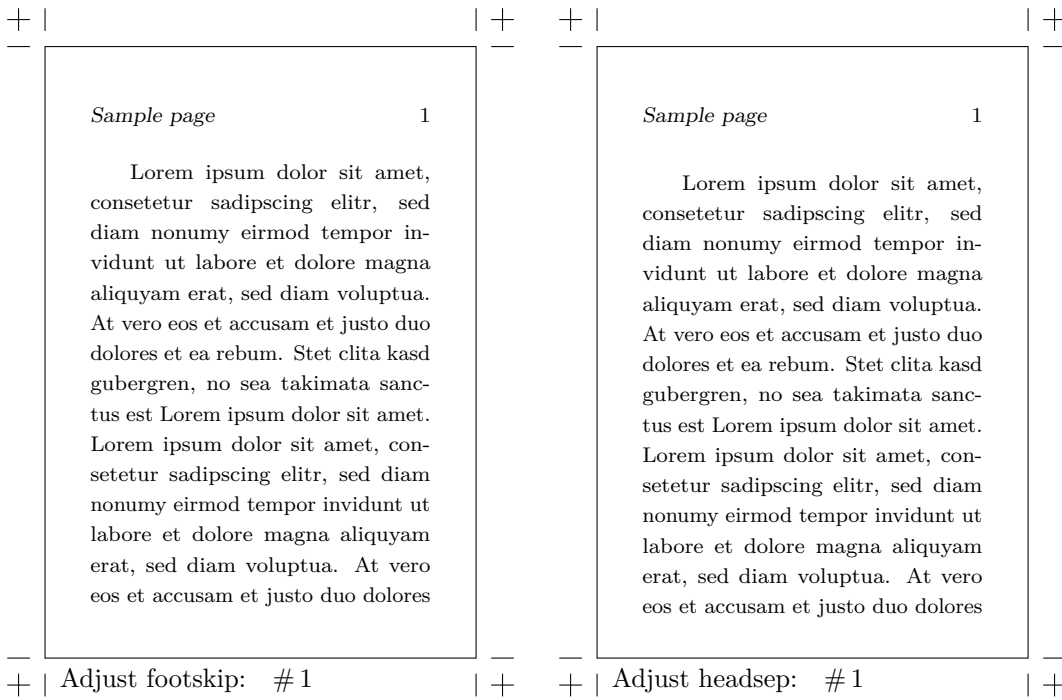 Sample page 1
Lorem ipsum dolor sit amet,
consetetur sadipscing elitr, sed
diam nonumy eirmod tempor in-
vidunt ut labore et dolore magna
aliquyam erat, sed diam voluptua.
At vero eos et accusam et justo duo
dolores et ea rebum. Stet clita kasd
gubergren, no sea takimata sanc-
tus est Lorem ipsum dolor sit amet.
Lorem ipsum dolor sit amet, con-
setetur sadipscing elitr, sed diam
nonumy eirmod tempor invidunt ut
labore et dolore magna aliquyam
erat, sed diam voluptua. At vero
eos et accusam et justo duo dolores
Adjust footskip: #1
Sample page 1
Lorem ipsum dolor sit amet,
consetetur sadipscing elitr, sed
diam nonumy eirmod tempor in-
vidunt ut labore et dolore magna
aliquyam erat, sed diam voluptua.
At vero eos et accusam et justo duo
dolores et ea rebum. Stet clita kasd
gubergren, no sea takimata sanc-
tus est Lorem ipsum dolor sit amet.
Lorem ipsum dolor sit amet, con-
setetur sadipscing elitr, sed diam
nonumy eirmod tempor invidunt ut
labore et dolore magna aliquyam
erat, sed diam voluptua. At vero
eos et accusam et justo duo dolores
Adjust headsep: #1